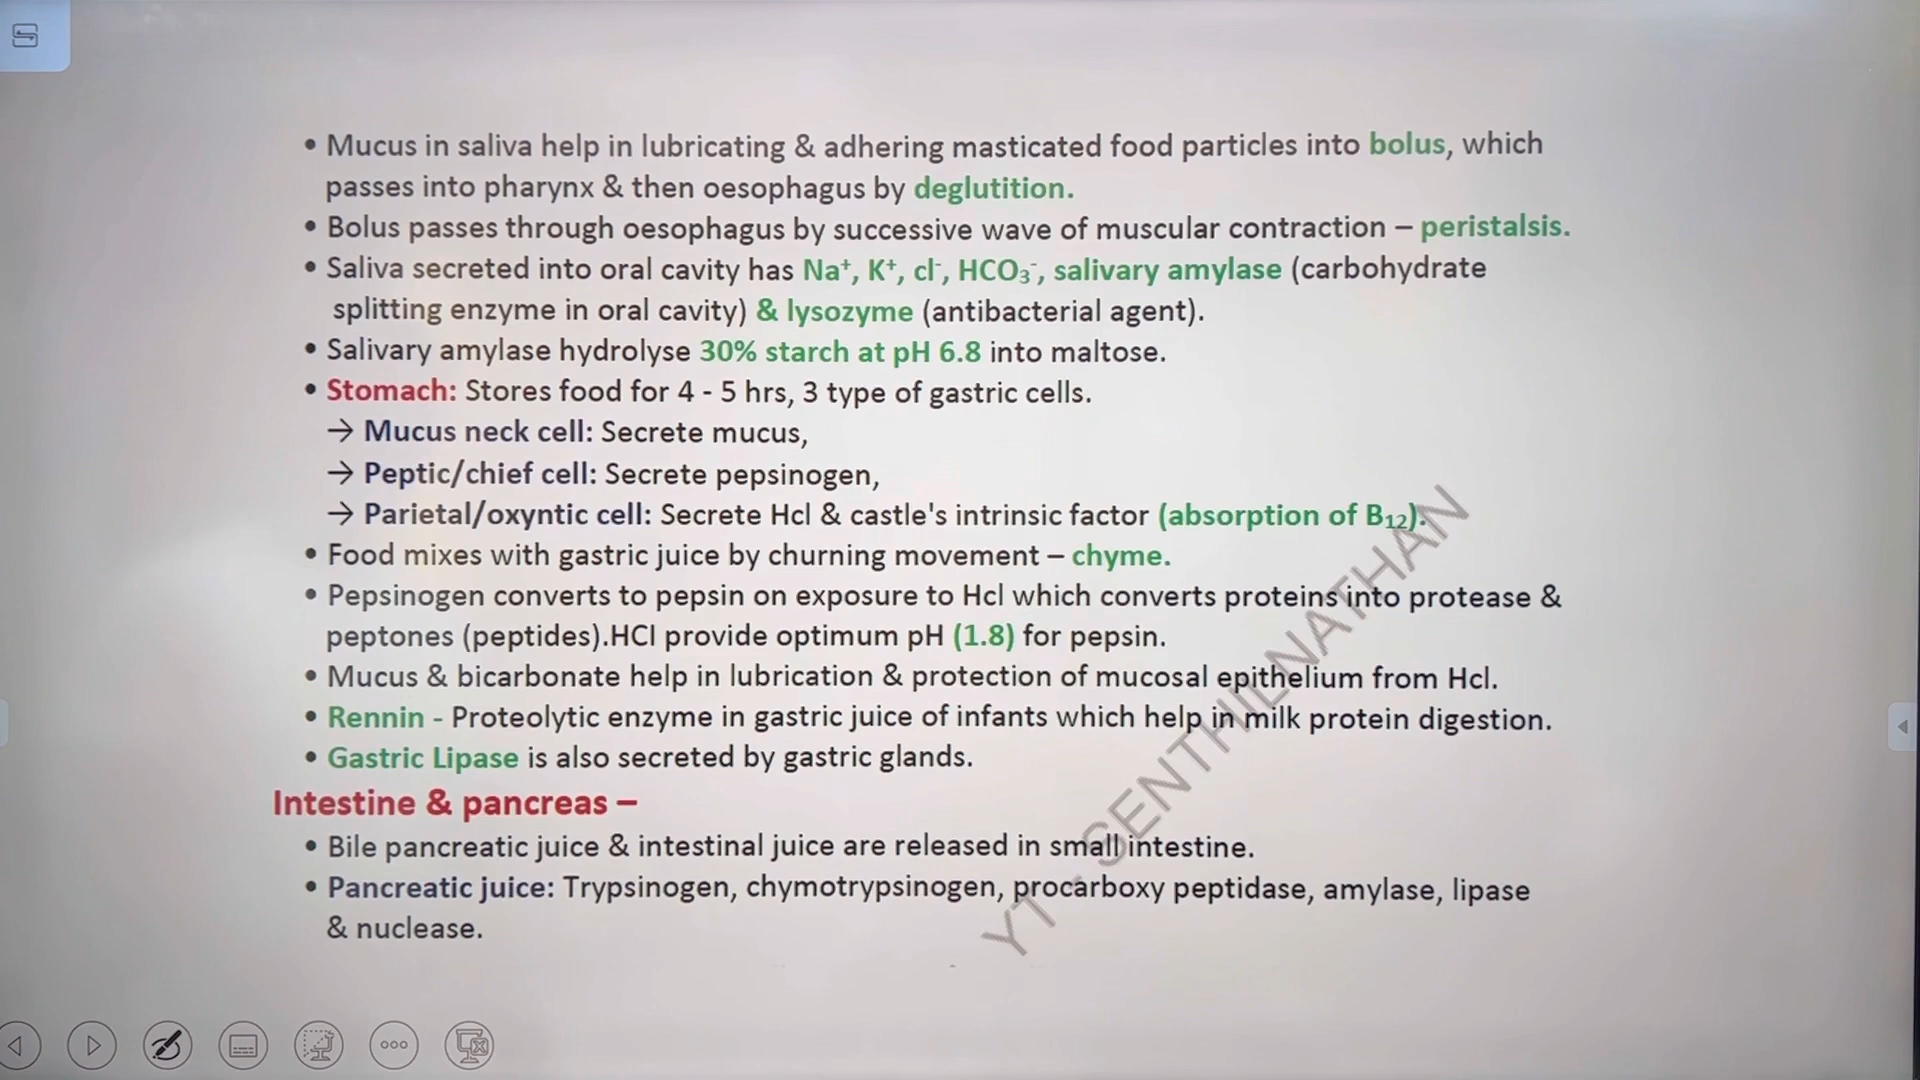 • Mucus in saliva help in lubricating & adhering masticated food particles into bolus, which
passes into pharynx & then oesophagus by deglutition.
• Bolus passes through oesophagus by successive wave of muscular contraction – peristalsis.
• Saliva secreted into oral cavity has Na⁺, K⁺, cl⁻, HCO₃⁻, salivary amylase (carbohydrate
splitting enzyme in oral cavity) & lysozyme (antibacterial agent).
• Salivary amylase hydrolyse 30% starch at pH 6.8 into maltose.
• Stomach: Stores food for 4 - 5 hrs, 3 type of gastric cells.
→ Mucus neck cell: Secrete mucus,
→ Peptic/chief cell: Secrete pepsinogen,
→ Parietal/oxyntic cell: Secrete Hcl & castle's intrinsic factor (absorption of B₁₂).
• Food mixes with gastric juice by churning movement – chyme.
• Pepsinogen converts to pepsin on exposure to Hcl which converts proteins into protease &
peptones (peptides).HCl provide optimum pH (1.8) for pepsin.
• Mucus & bicarbonate help in lubrication & protection of mucosal epithelium from Hcl.
• Rennin - Proteolytic enzyme in gastric juice of infants which help in milk protein digestion.
• Gastric Lipase is also secreted by gastric glands.
Intestine & pancreas –
• Bile pancreatic juice & intestinal juice are released in small intestine.
• Pancreatic juice: Trypsinogen, chymotrypsinogen, procarboxy peptidase, amylase, lipase
& nuclease.
YT - SENTHILNATHAN